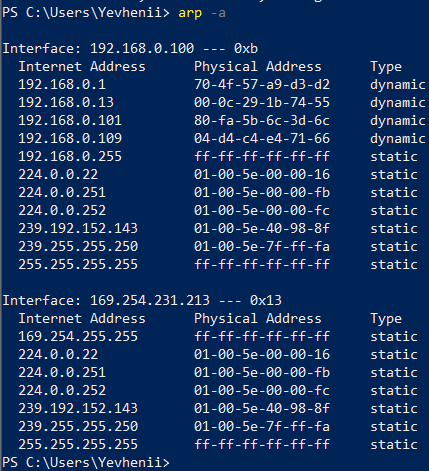 PS C:\Users\Yevhenii> arp -a
Interface: 192.168.0.100 --- 0xb
Internet Address Physical Address Type
192.168.0.1 70-4f-57-a9-d3-d2 dynamic
192.168.0.13 00-0c-29-1b-74-55 dynamic
192.168.0.101 80-fa-5b-6c-3d-6c dynamic
192.168.0.109 04-d4-c4-e4-71-66 dynamic
192.168.0.255 ff-ff-ff-ff-ff-ff static
224.0.0.22 01-00-5e-00-00-16 static
224.0.0.251 01-00-5e-00-00-fb static
224.0.0.252 01-00-5e-00-00-fc static
239.192.152.143 01-00-5e-40-98-8f static
239.255.255.250 01-00-5e-7f-ff-fa static
255.255.255.255 ff-ff-ff-ff-ff-ff static
Interface: 169.254.231.213 --- 0x13
Internet Address Physical Address Type
169.254.255.255 ff-ff-ff-ff-ff-ff static
224.0.0.22 01-00-5e-00-00-16 static
224.0.0.251 01-00-5e-00-00-fb static
224.0.0.252 01-00-5e-00-00-fc static
239.192.152.143 01-00-5e-40-98-8f static
239.255.255.250 01-00-5e-7f-ff-fa static
255.255.255.255 ff-ff-ff-ff-ff-ff static
PS C:\Users\Yevhenii>